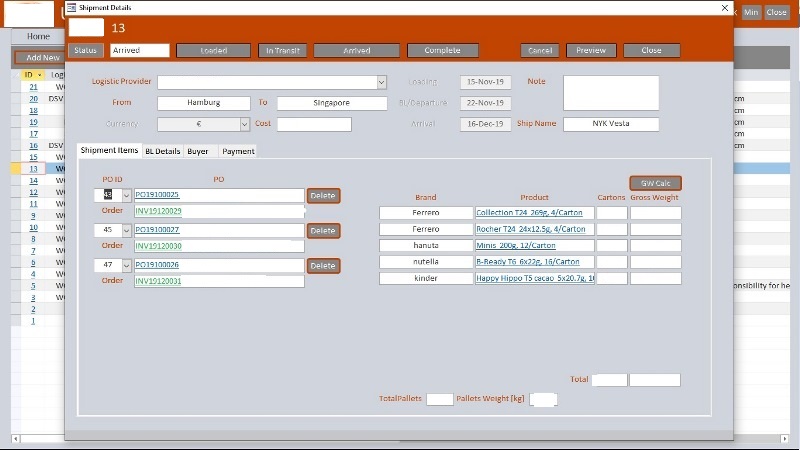 Shipment Details
Min Close
13
Status Arrived Loaded In Transit Arrived Complete Cancel Preview Close
Home
Add New
ID
21
20 DSV
18
19
17
16 DSV
15
13
14
12
11
9
10
8
7
6
4
5
3
2
1
Logistic Provider Loading 15-Nov-19 Note
From Hamburg To Singapore BL/Departure 22-Nov-19
Currency € Cost Arrival 16-Dec-19 Ship Name NYK Vesta
Shipment Items BL Details Buyer Payment
PO ID PO
43 PO19100025 Delete
Order INV19120029
45 PO19100027 Delete
Order INV19120030
47 PO19100026 Delete
Order INV19120031
GW Calc
Brand Product Cartons Gross Weight
Ferrero Collection T24 269g, 4/Carton
Ferrero Rocher T24 24x12.5g, 4/Carton
hanuta Minis 200g, 12/Carton
nutella B-Ready T6 6x22g, 16/Carton
kinder Happy Hippo T5 cacao 5x20.7g,
Total
TotalPallets Pallets Weight [kg]
cm
cm
cm
cm
onsibility for he